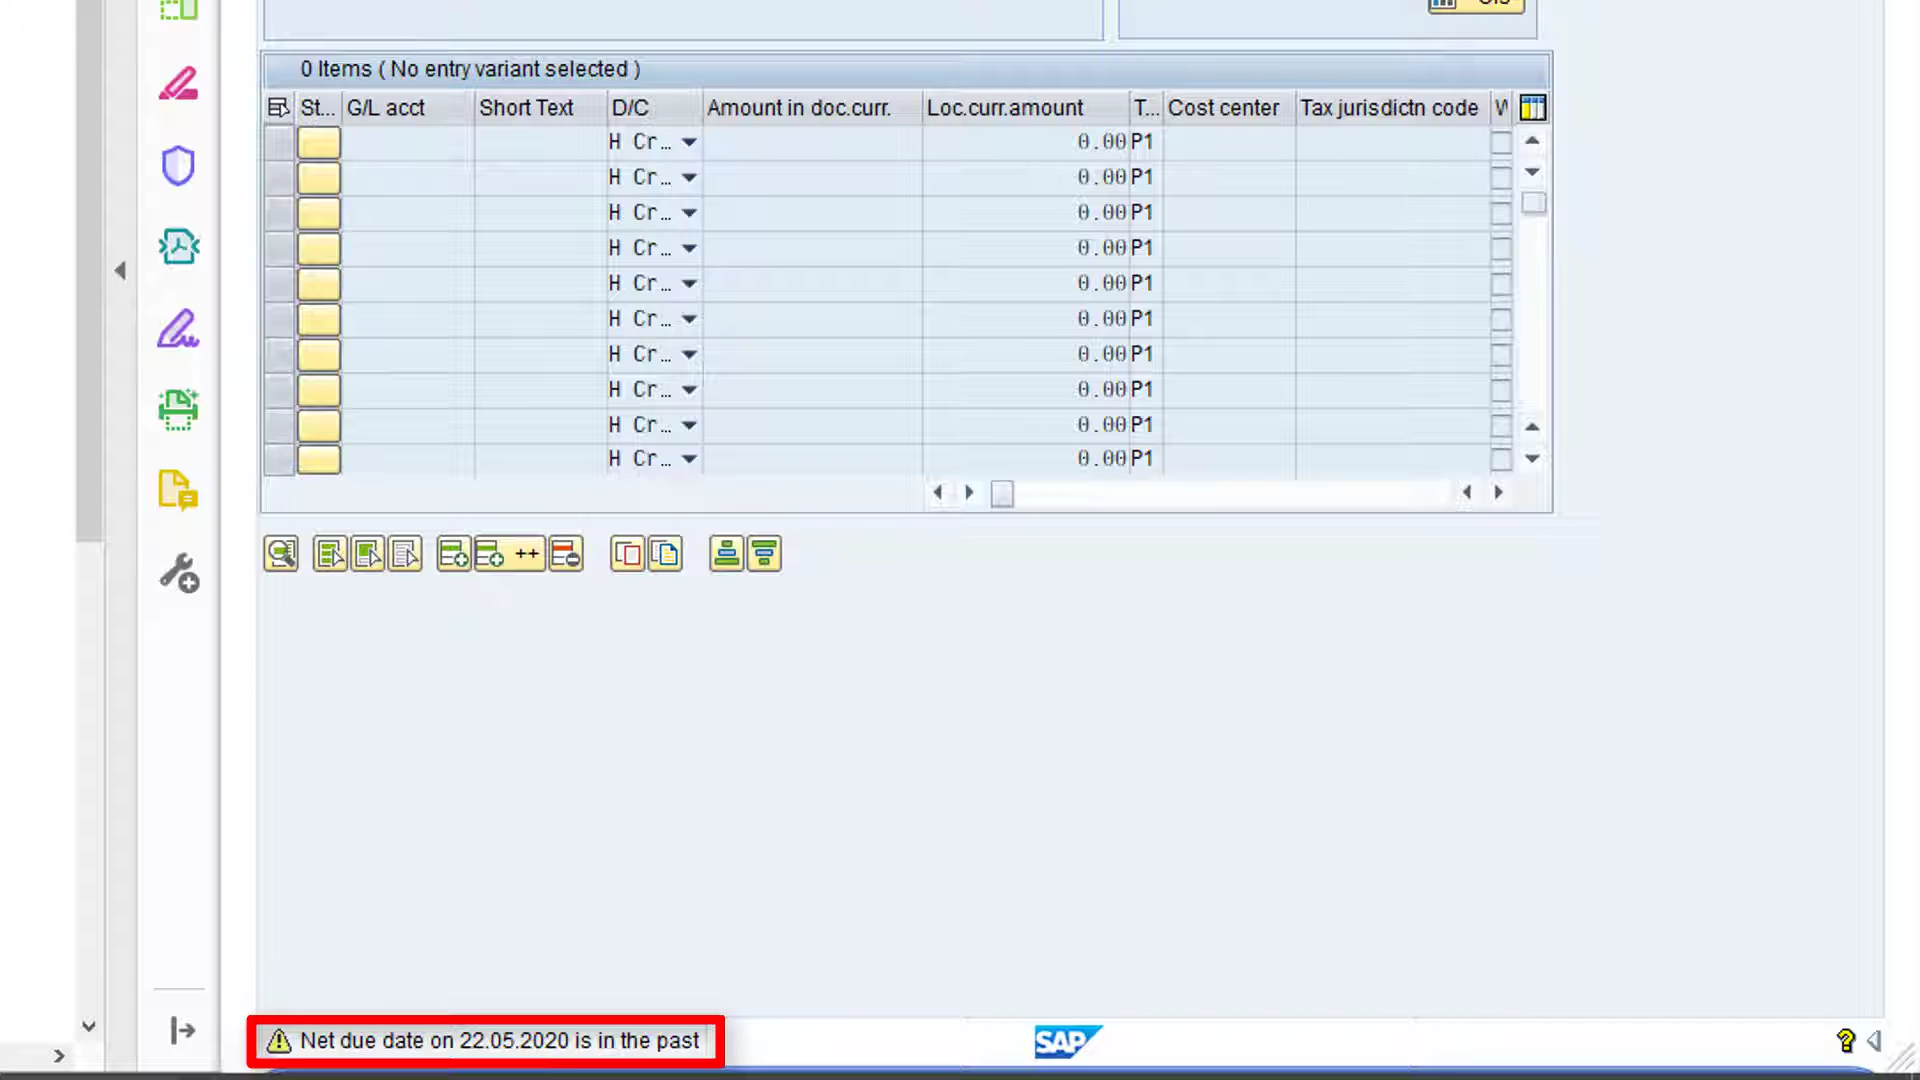 0 Items ( No entry variant selected )
St... G/L acct Short Text D/C Amount in doc.curr. Loc.curr.amount T... Cost center Tax jurisdictn code W
H Cr... 0.00 P1
H Cr... 0.00 P1
H Cr... 0.00 P1
H Cr... 0.00 P1
H Cr... 0.00 P1
H Cr... 0.00 P1
H Cr... 0.00 P1
H Cr... 0.00 P1
H Cr... 0.00 P1
H Cr... 0.00 P1
++
Net due date on 22.05.2020 is in the past
SAP